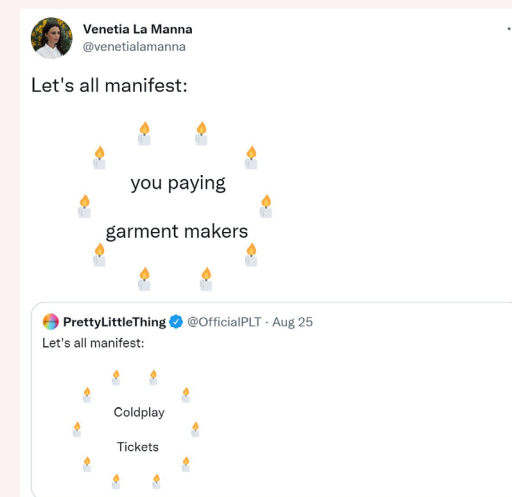 Venetia La Manna
@venetialamanna
Let's all manifest:
you paying
garment makers
PrettyLittleThing @OfficialPLT · Aug 25
Let's all manifest:
Coldplay
Tickets